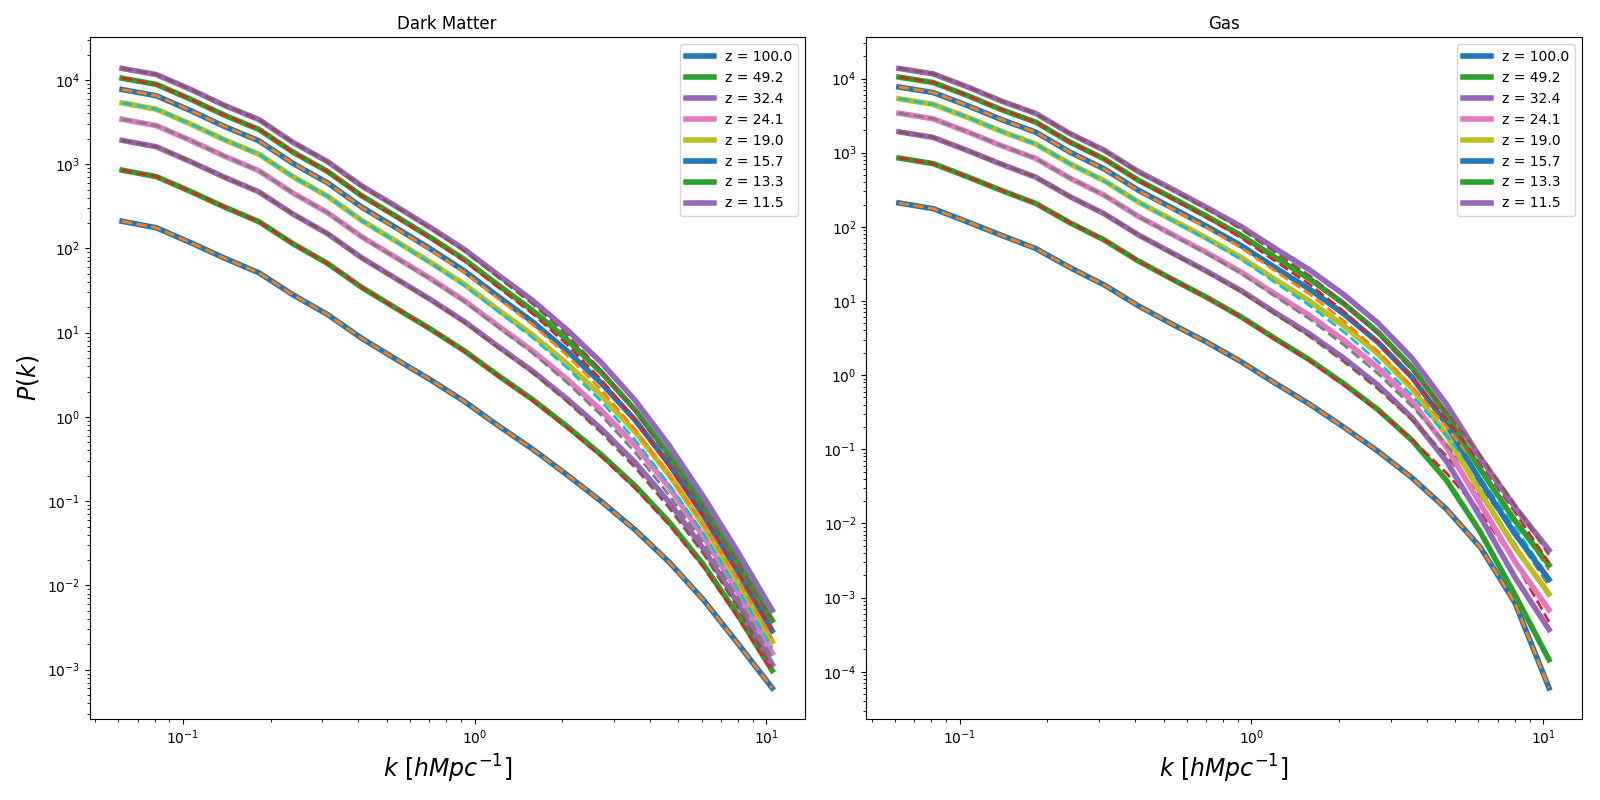 Dark Matter
P(k)
10^4
10^3
10^2
10^1
10^0
10^-1
10^-2
10^-3
z = 100.0
z = 49.2
z = 32.4
z = 24.1
z = 19.0
z = 15.7
z = 13.3
z = 11.5
10^-1 10^0 10^1
k [hMpc^-1]
Gas
10^4
10^3
10^2
10^1
10^0
10^-1
10^-2
10^-3
10^-4
z = 100.0
z = 49.2
z = 32.4
z = 24.1
z = 19.0
z = 15.7
z = 13.3
z = 11.5
10^-1 10^0 10^1
k [hMpc^-1]